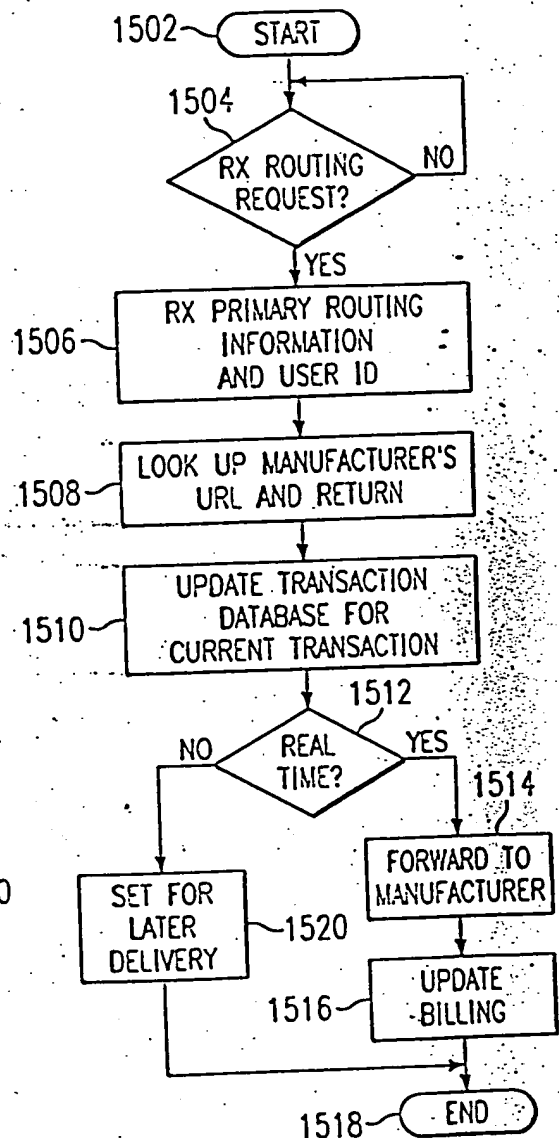 1502
START
1504
RX ROUTING
REQUEST?
NO
YES
1506
RX PRIMARY ROUTING
INFORMATION
AND USER ID
1508
LOOK UP MANUFACTURER'S
URL AND RETURN
1510
UPDATE TRANSACTION
DATABASE FOR
CURRENT TRANSACTION
1512
NO
REAL
TIME?
YES
1514
FORWARD TO
MANUFACTURER
0
SET FOR
LATER
DELIVERY
1520
1516
UPDATE
BILLING
1518
END